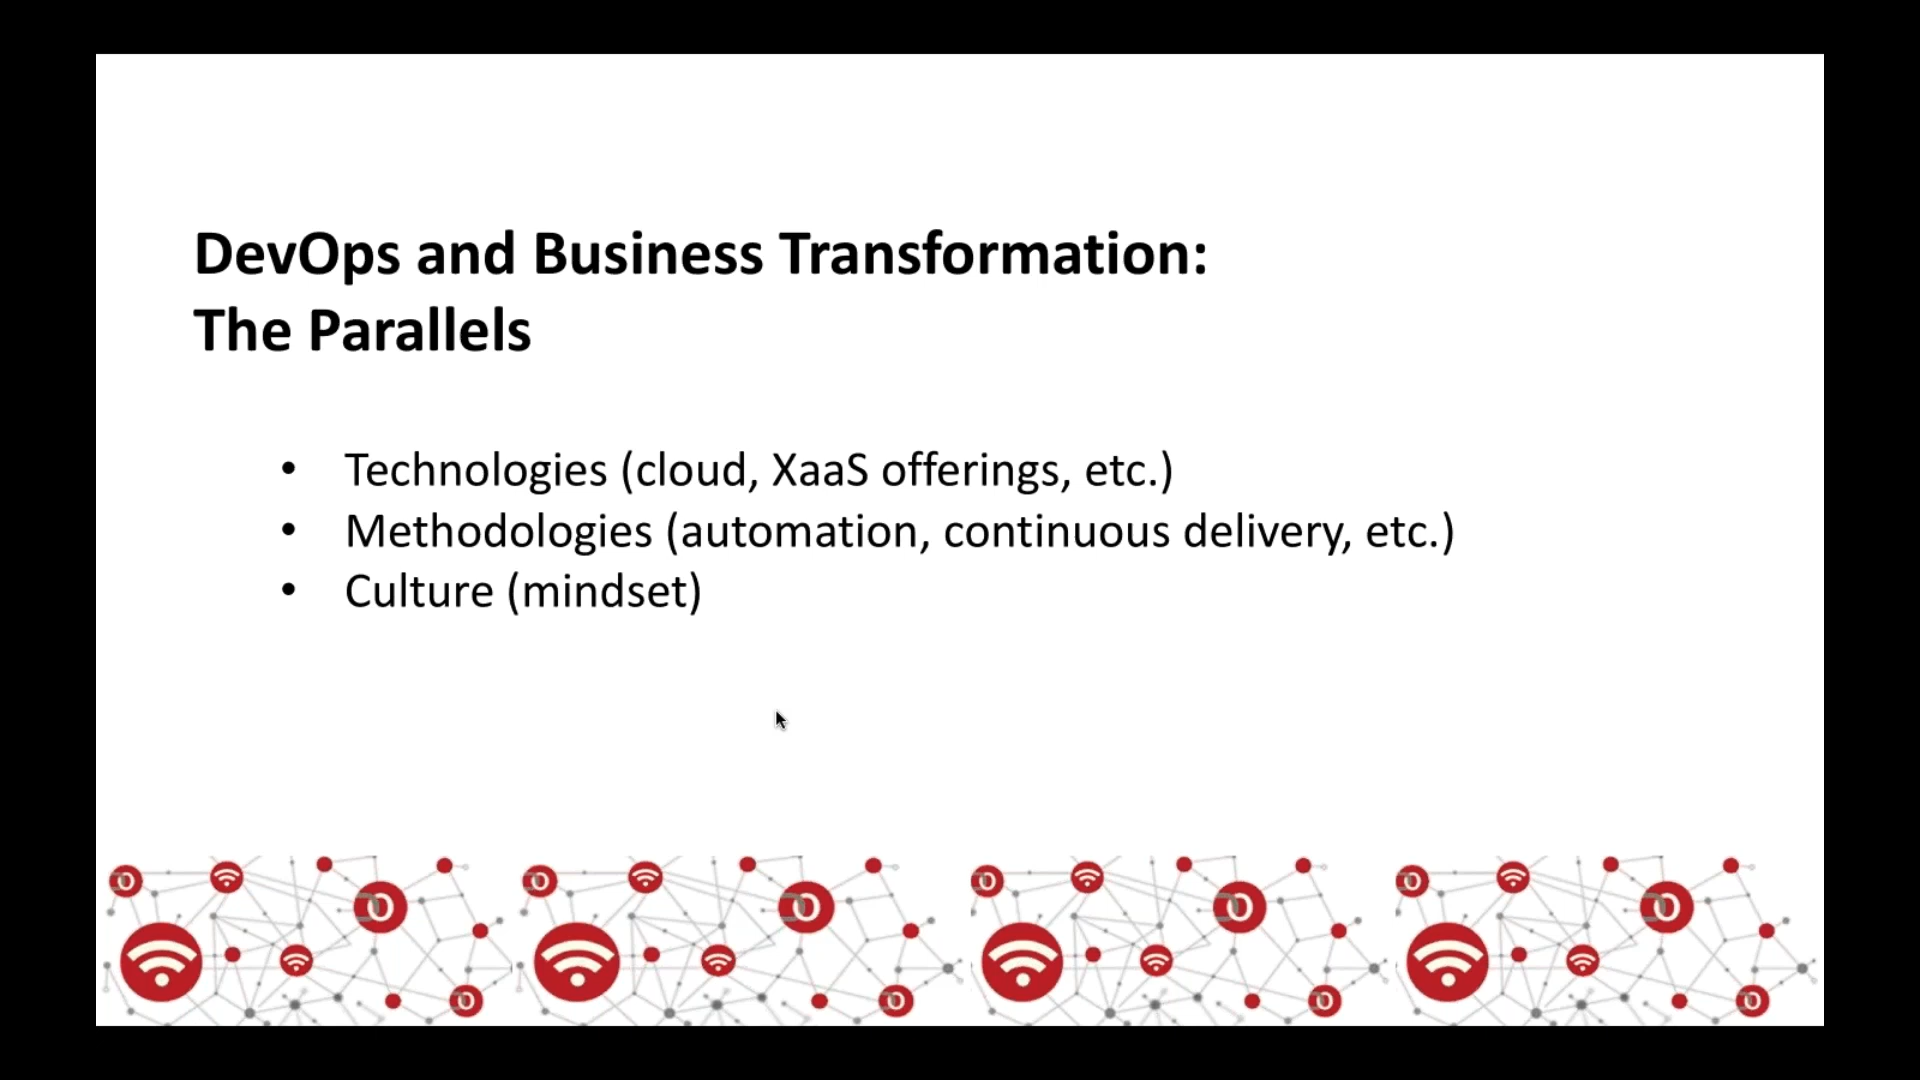 DevOps and Business Transformation:
The Parallels
• Technologies (cloud, XaaS offerings, etc.)
• Methodologies (automation, continuous delivery, etc.)
• Culture (mindset)